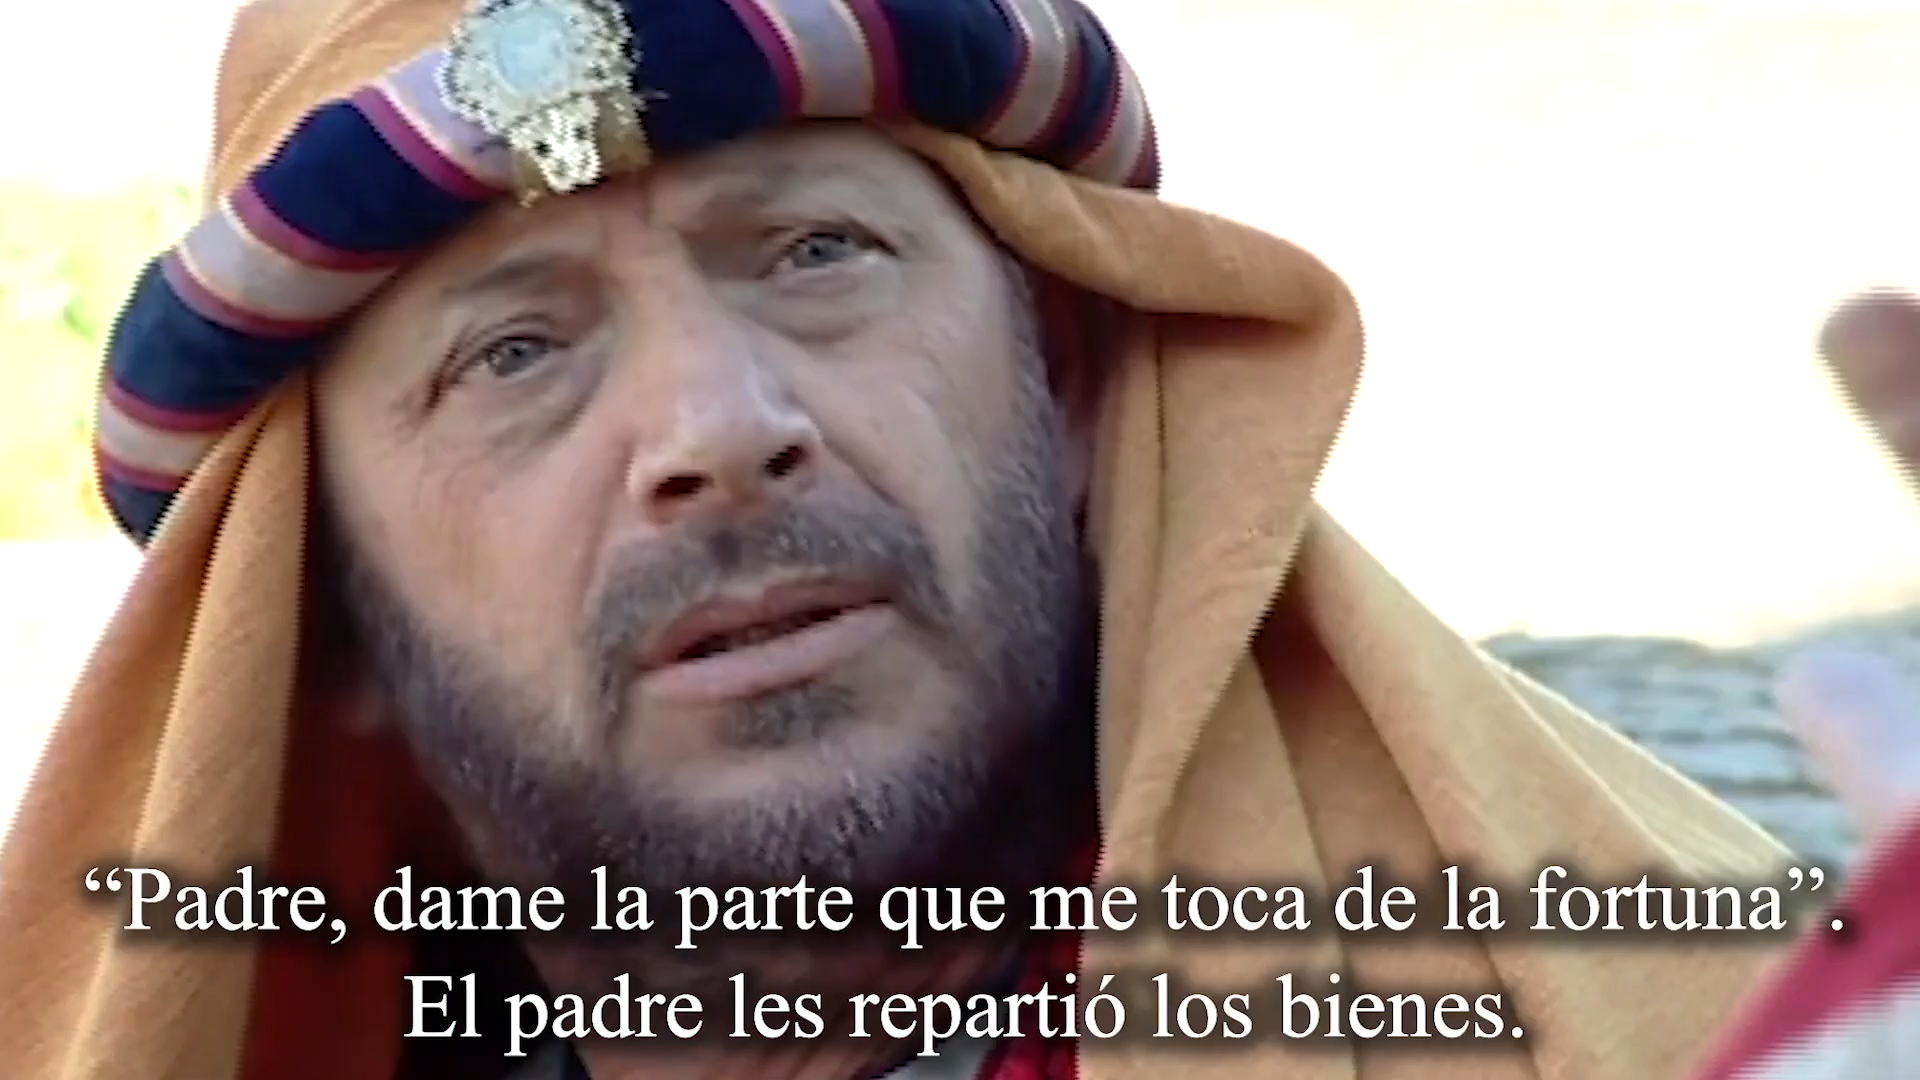 “Padre, dame la parte que me toca de la fortuna”.
El padre les repartió los bienes.